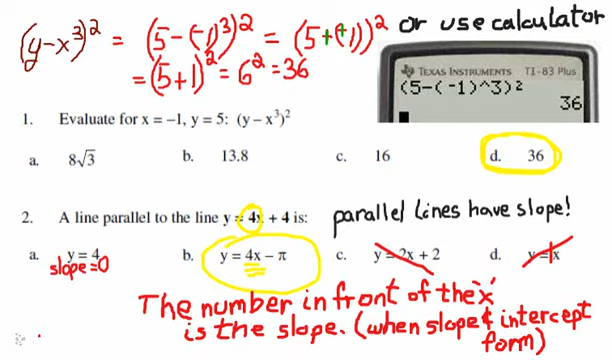 (y-x³)² = (5-(-1)³)² = (5+(+1))² or use calculator
=(5+1)² = 6² = 36
TEXAS INSTRUMENTS TI-83 Plus
(5-(-1)^3)²
36
1. Evaluate for x = –1, y = 5: (y – x³)²
a. 8√3 b. 13.8 c. 16 d. 36
2. A line parallel to the line y = 4x + 4 is: parallel lines have slope!
a. y = 4 b. y = 4x – π c. y = 2x + 2 d.
slope = 0
The number in front of the 'x'
is the slope. (when slope & intercept
form)